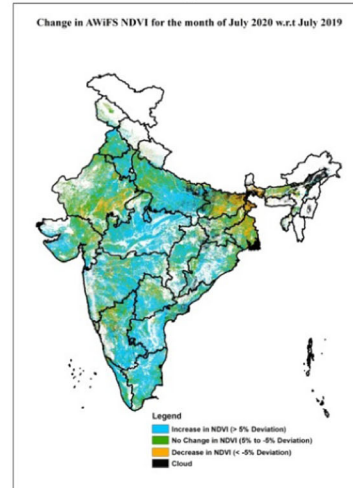 Change in AWiFS NDVI for the month of July 2020 w.r.t July 2019
Legend
Increase in NDVI (> 5% Deviation)
No Change in NDVI (5% to -5% Deviation)
Decrease in NDVI (< -5% Deviation)
Cloud